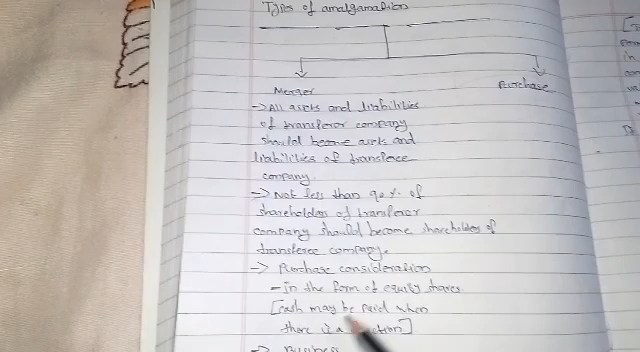 Types of amalgamation
Merger
Purchase
→ All assets and liabilities
of transferor company
should become assets and
liabilities of transferee
company.
→ Not less than 90% of
shareholders of transferor
company should become shareholders of
transferee company.
→ Purchase consideration
- In the form of equity shares
[cash may be paid when
there is a
→ Business